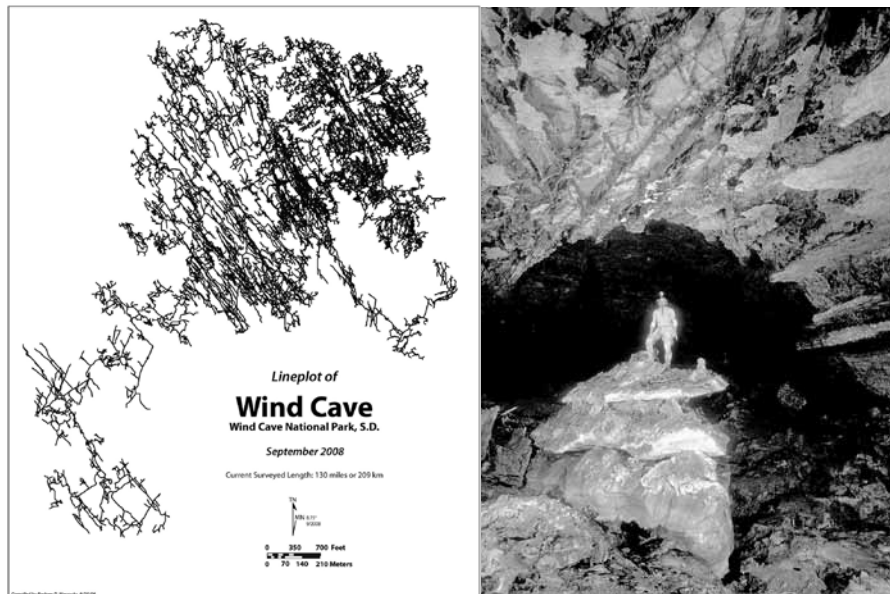 Lineplot of
Wind Cave
Wind Cave National Park, S.D.
September 2008
Current Surveyed Length: 130 miles or 209 km
TN
MN
0 350 700 Feet
0 70 140 210 Meters